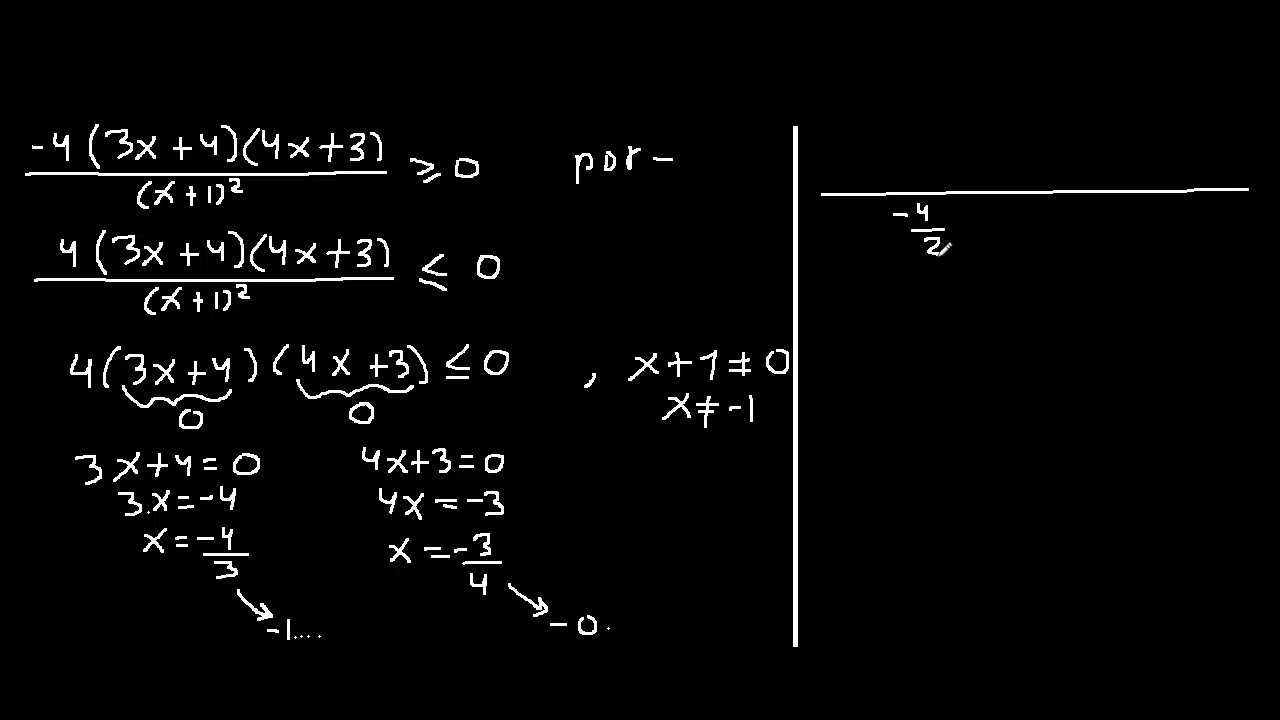 -4(3x+4)(4x+3)/(x+1)² ≥ 0 por -
4(3x+4)(4x+3)/(x+1)² ≤ 0
4(3x+4)(4x+3) ≤ 0 , x+1≠0
0 0 x≠-1
3x+4=0 4x+3=0
3.x=-4 4x=-3
x=-4/3 x=-3/4
-1.... -0.
-4/2